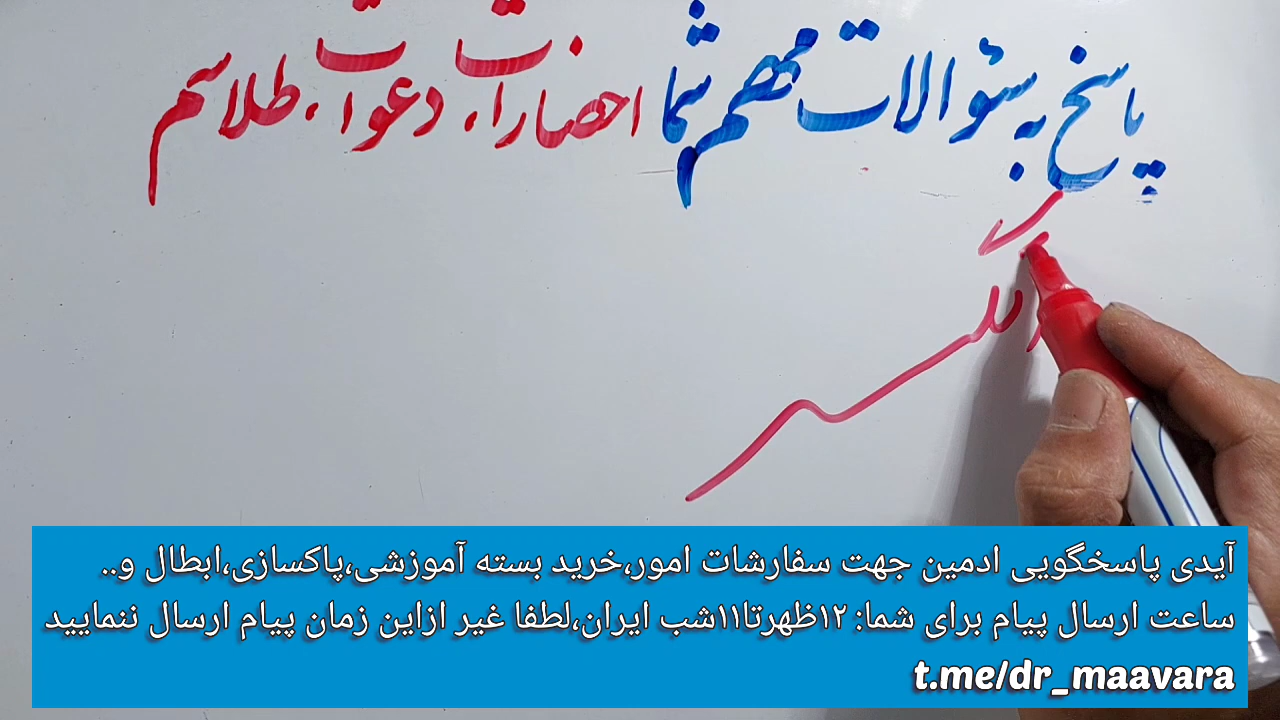 پاسخ به سئوالات مهم شما احضارات، دعوات، طلاسم
آیدی پاسخگویی ادمین جهت سفارشات امور،خرید بسته آموزشی،پاکسازی،ابطال و..
ساعت ارسال پیام برای شما: ۱۲ظهرتا۱۱شب ایران،لطفا غیر ازاین زمان پیام ارسال ننمایید
t.me/dr_maavara